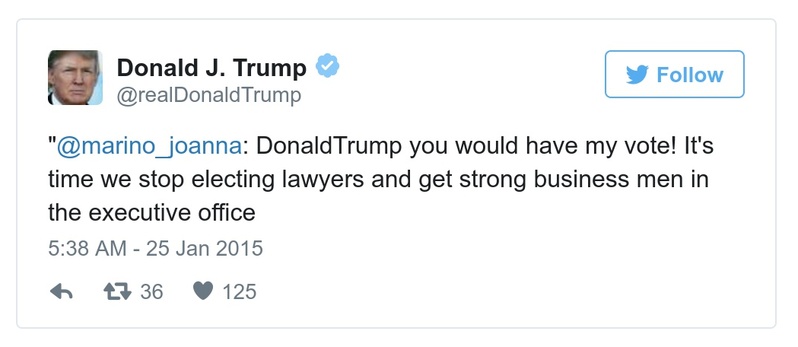 Donald J. Trump
@realDonaldTrump
Follow
"@marino_joanna: DonaldTrump you would have my vote! It's
time we stop electing lawyers and get strong business men in
the executive office
5:38 AM - 25 Jan 2015
36 125